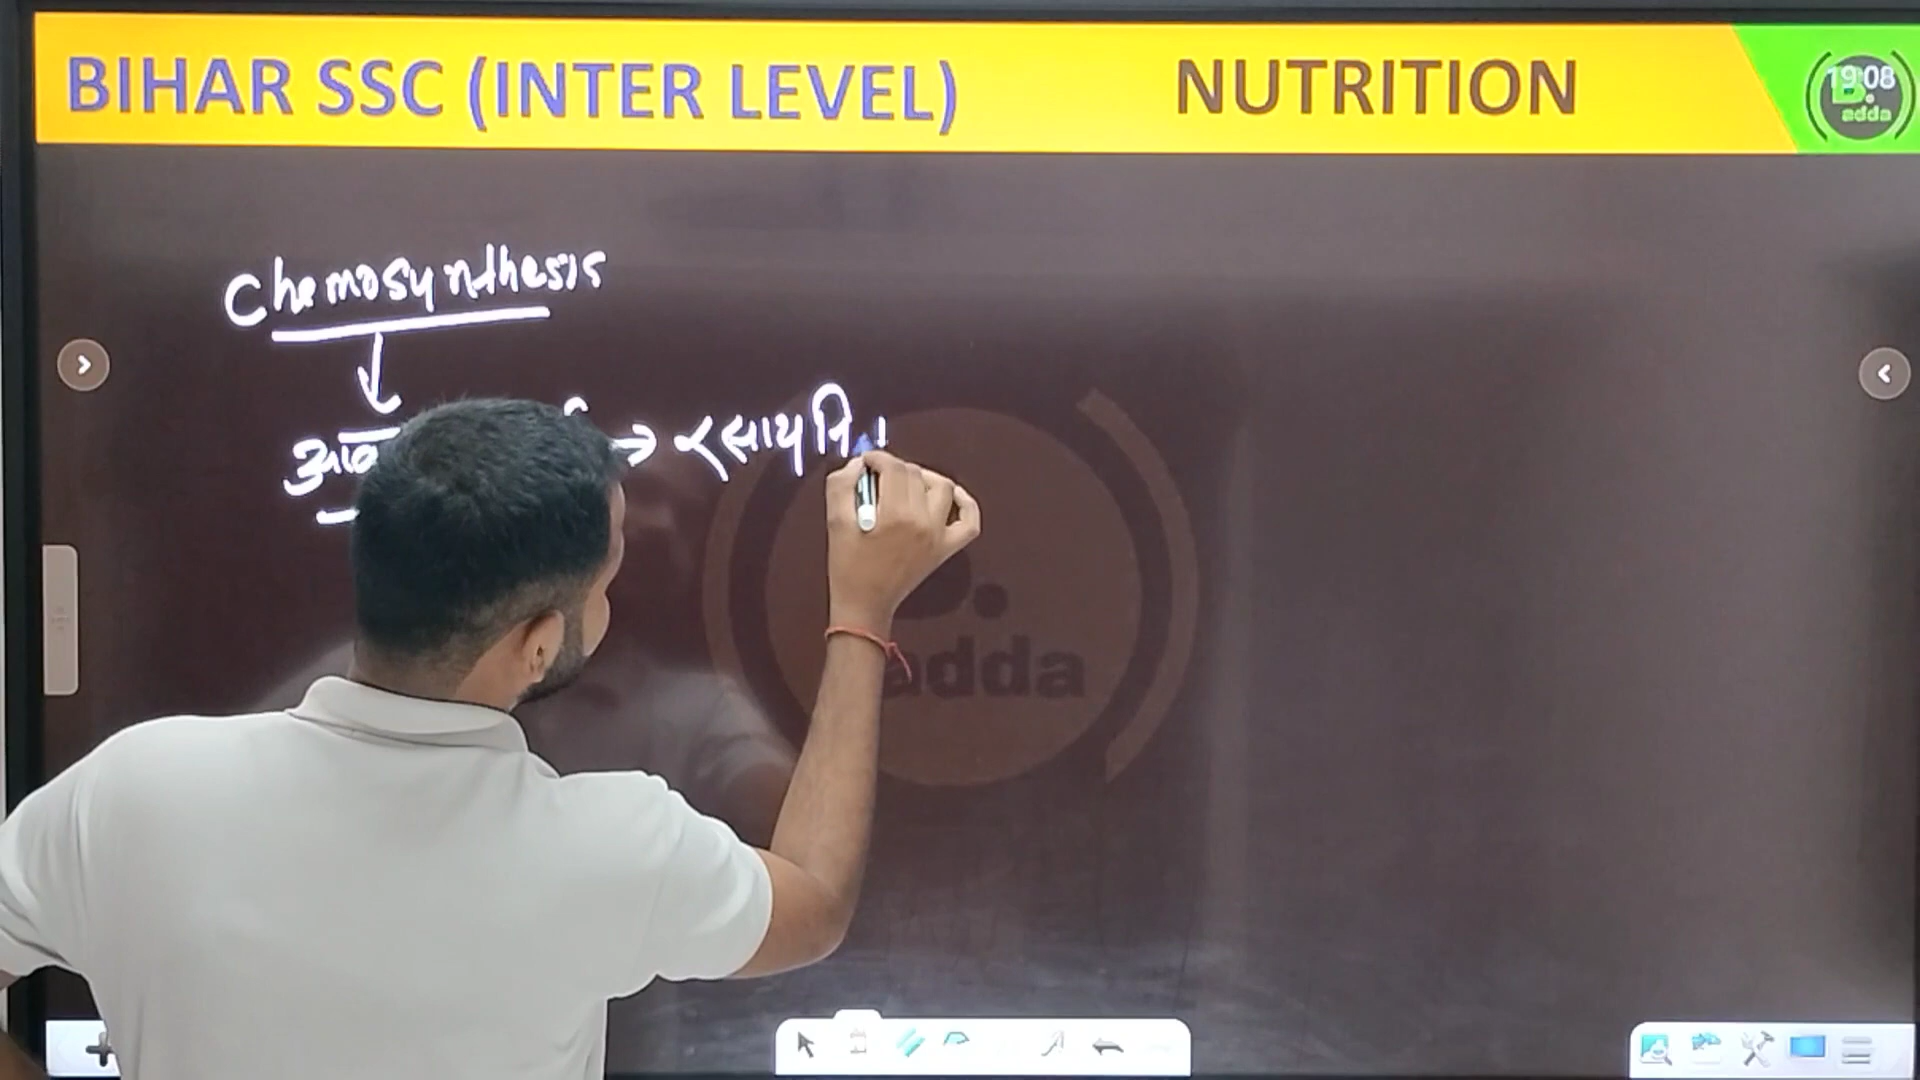 BIHAR SSC (INTER LEVEL) NUTRITION
19:08
adda
Chemosynthesis
→ रसायनि
adda